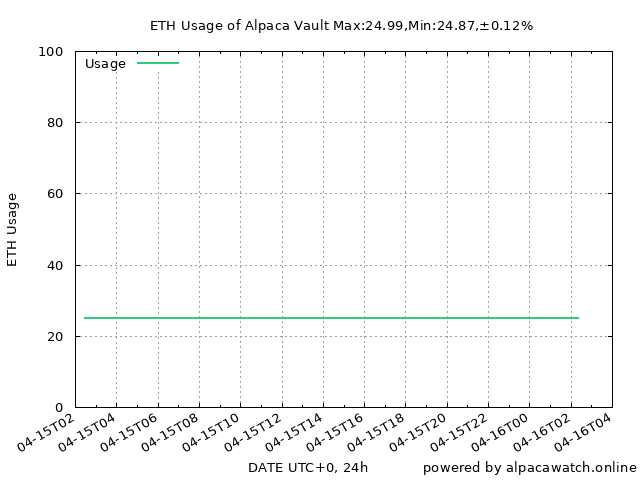 ETH Usage of Alpaca Vault Max:24.99,Min:24.87,±0.12%
Usage
100
80
60
40
20
0
ETH Usage
04-15T02
04-15T04
04-15T06
04-15T08
04-15T10
04-15T12
04-15T14
04-15T16
04-15T18
04-15T20
04-15T22
04-16T00
04-16T02
04-16T04
DATE UTC+0, 24h
powered by alpacawatch.online